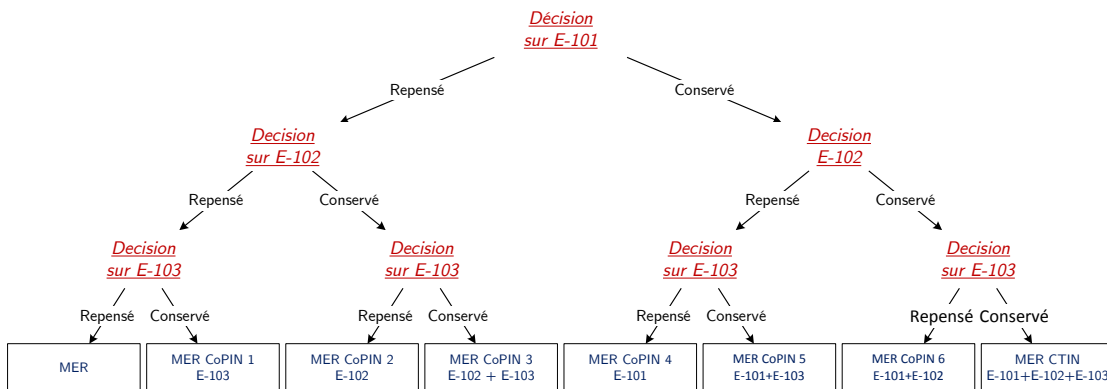 Décision
sur E-101
Repensé
Conservé
Decision
sur E-102
Decision
E-102
Repensé
Conservé
Repensé
Conservé
Decision
sur E-103
Decision
sur E-103
Decision
sur E-103
Decision
sur E-103
Repensé
Conservé
Repensé
Conservé
Repensé
Conservé
Repensé
Conservé
MER
MER CoPIN 1
E-103
MER CoPIN 2
E-102
MER CoPIN 3
E-102 + E-103
MER CoPIN 4
E-101
MER CoPIN 5
E-101+E-103
MER CoPIN 6
E-101+E-102
MER CTIN
E-101+E-102+E-103